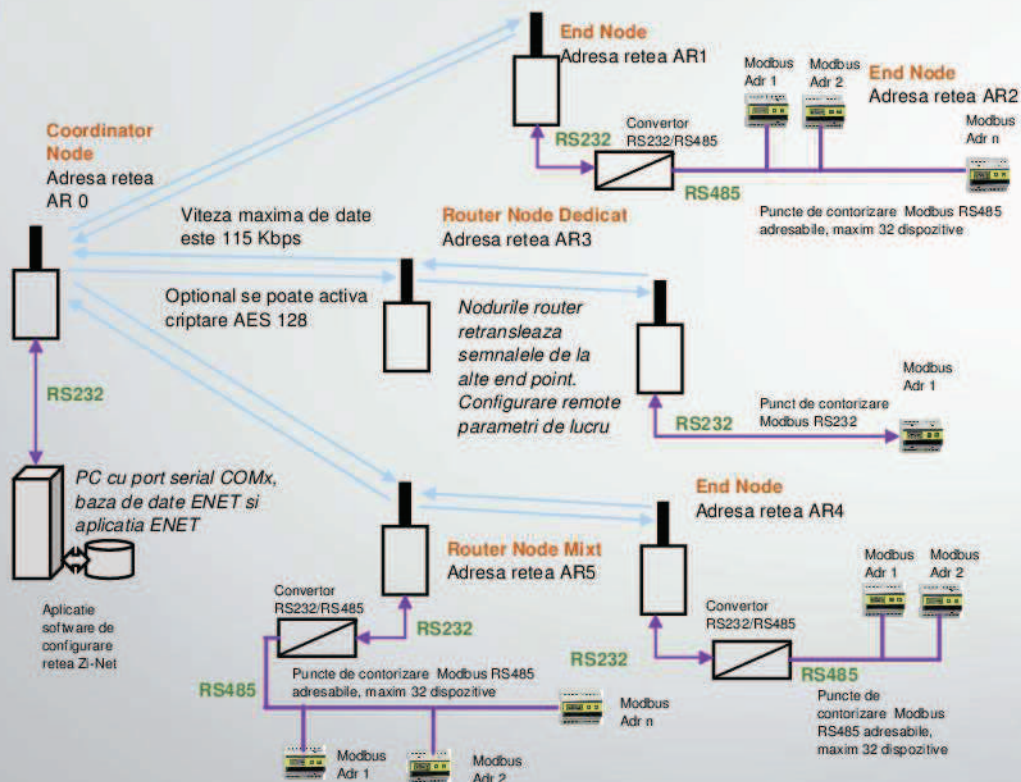 End Node
Adresa retea AR1
Modbus
Adr 1
Modbus
Adr 2
End Node
Adresa retea AR2
Modbus
Adr n
RS232
Convertor
RS232/RS485
RS485
Puncte de contorizare Modbus RS485
adresabile, maxim 32 dispozitive
Coordinator
Node
Adresa retea
AR 0
Viteza maxima de date
este 115 Kbps
Router Node Dedicat
Adresa retea AR3
Optional se poate activa
criptare AES 128
Nodurile router
retransleaza
semnalele de la
alte end point.
Configurare remote
parametri de lucru
RS232
Punct de contorizare
Modbus RS232
Modbus
Adr 1
RS232
PC cu port serial COMx,
baza de date ENET si
aplicatia ENET
Aplicatie
software de
configurare
retea Zi-Net
Router Node Mixt
Adresa retea AR5
Convertor
RS232/RS485
RS232
RS485
Puncte de contorizare Modbus RS485
adresabile, maxim 32 dispozitive
Modbus
Adr n
Modbus
Adr 1
Modbus
Adr 2
End Node
Adresa retea AR4
Modbus
Adr 1
Modbus
Adr 2
Convertor
RS232/RS485
RS232
RS485
Puncte de
contorizare Modbus
RS485 adresabile,
maxim 32 dispozitive